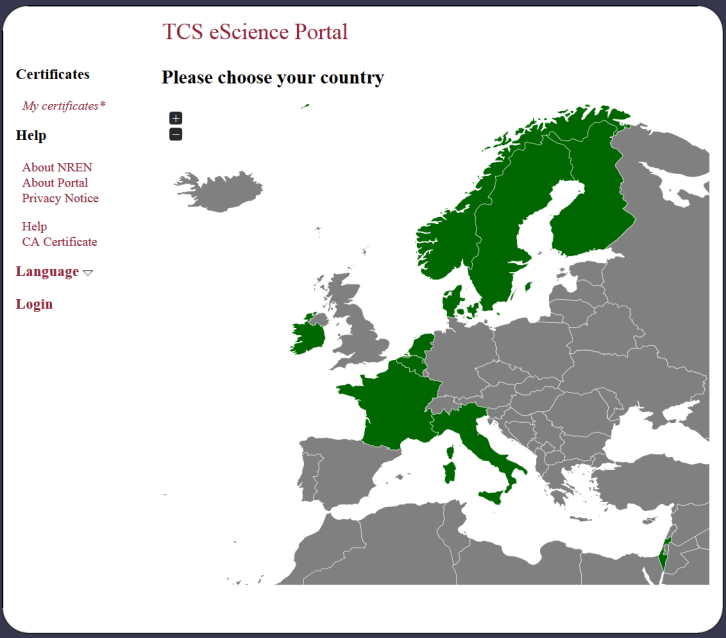 TCS eScience Portal
Certificates
My certificates*
Help
About NREN
About Portal
Privacy Notice
Help
CA Certificate
Language
Login
Please choose your country
+
−